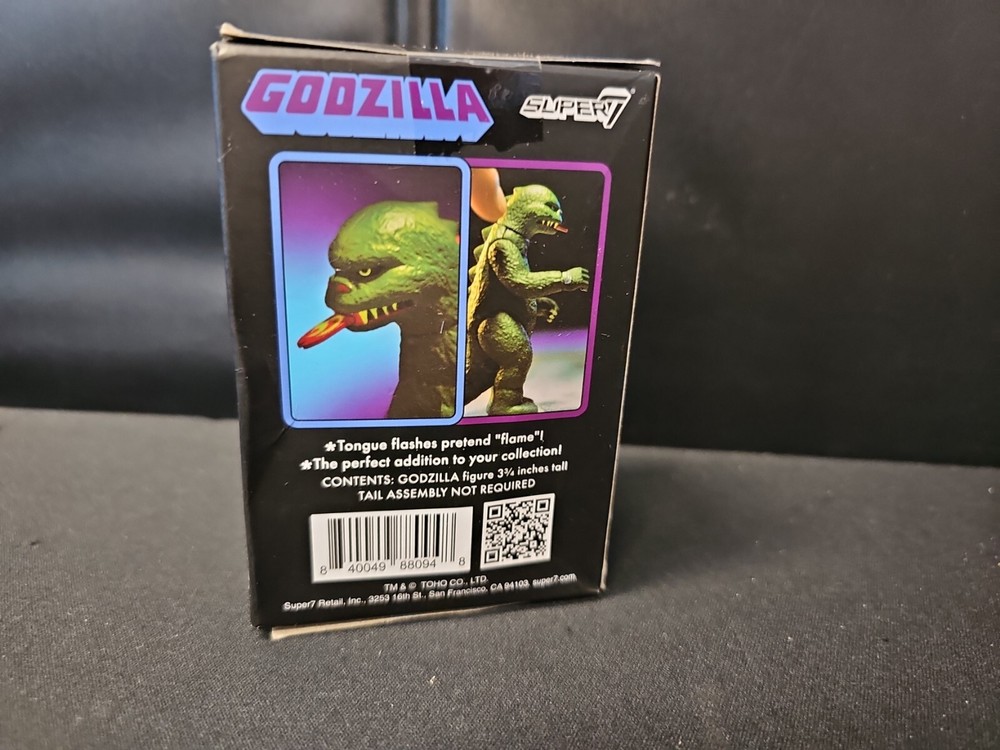 GODZILLA
SUPER7
*Tongue flashes pretend "flame"!
*The perfect addition to your collection!
CONTENTS: GODZILLA figure 3¾ inches tall
TAIL ASSEMBLY NOT REQUIRED
8 40049 88094 8
TM & © TOHO CO., LTD.
Super7 Retail, Inc., 3253 16th St., San Francisco, CA 94103. super7.com